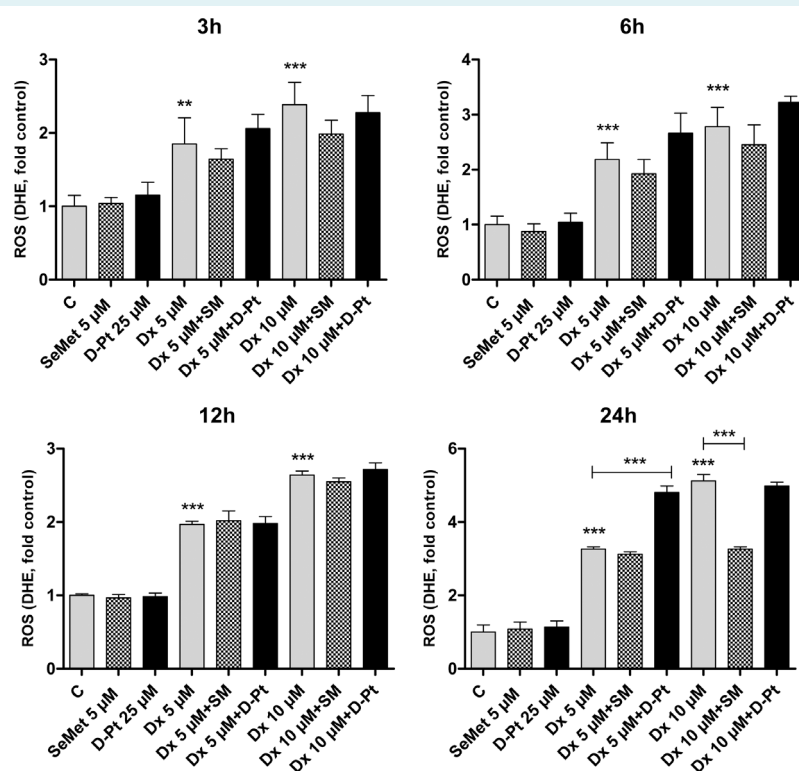 3h
ROS (DHE, fold control)
3
2
1
0
**
***
C
SeMet 5 µM
D-Pt 25 µM
Dx 5 µM
Dx 5 µM+SM
Dx 5 µM+D-Pt
Dx 10 µM
Dx 10 µM+SM
Dx 10 µM+D-Pt
6h
ROS (DHE, fold control)
4
3
2
1
0
***
***
C
SeMet 5 µM
D-Pt 25 µM
Dx 5 µM
Dx 5 µM+SM
Dx 5 µM+D-Pt
Dx 10 µM
Dx 10 µM+SM
Dx 10 µM+D-Pt
12h
ROS (DHE, fold control)
3
2
1
0
***
***
C
SeMet 5 µM
D-Pt 25 µM
Dx 5 µM
Dx 5 µM+SM
Dx 5 µM+D-Pt
Dx 10 µM
Dx 10 µM+SM
Dx 10 µM+D-Pt
24h
ROS (DHE, fold control)
6
4
2
0
***
***
***
***
C
SeMet 5 µM
D-Pt 25 µM
Dx 5 µM
Dx 5 µM+SM
Dx 5 µM+D-Pt
Dx 10 µM
Dx 10 µM+SM
Dx 10 µM+D-Pt